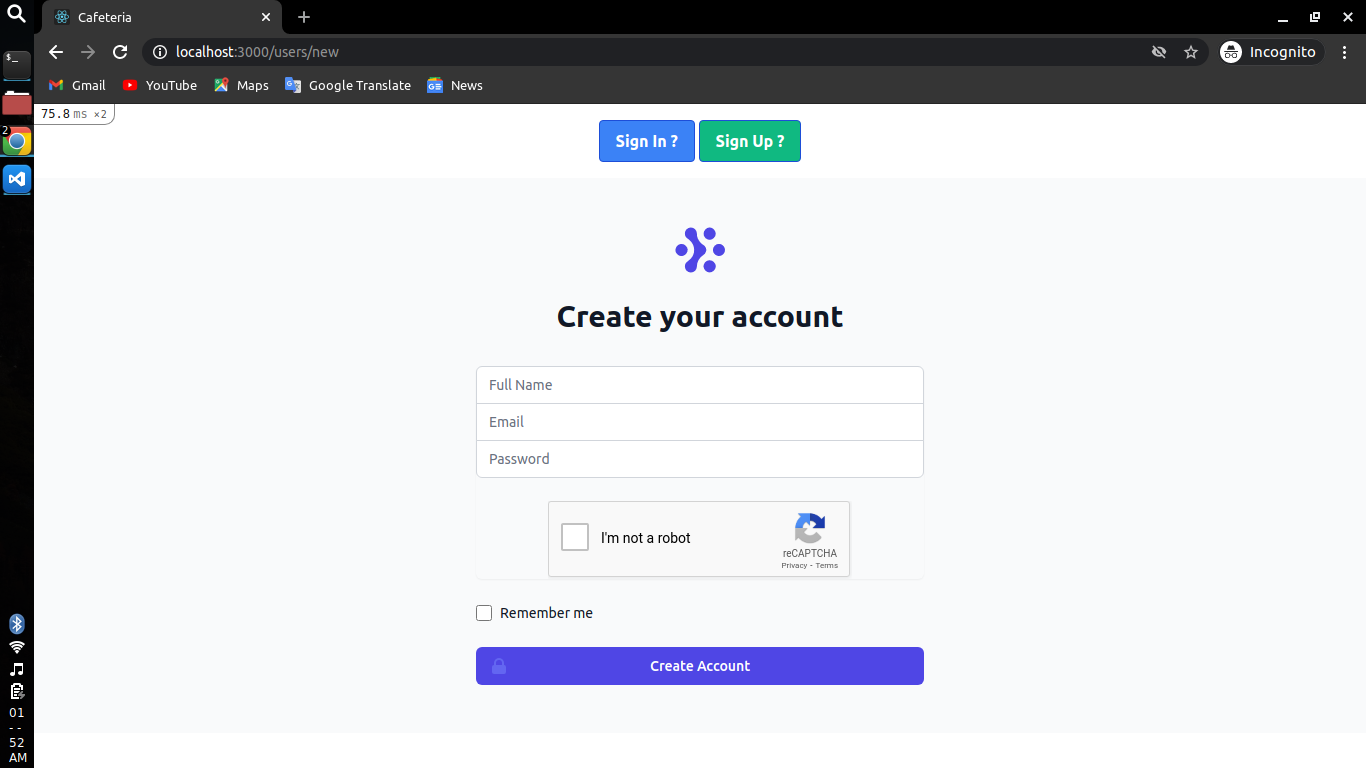 Cafeteria
localhost:3000/users/new
Incognito
Gmail YouTube Maps Google Translate News
75.8 ms ×2
Sign In ? Sign Up ?
Create your account
Full Name
Email
Password
I'm not a robot
reCAPTCHA
Privacy - Terms
Remember me
Create Account
$_
2
01
--
52
AM